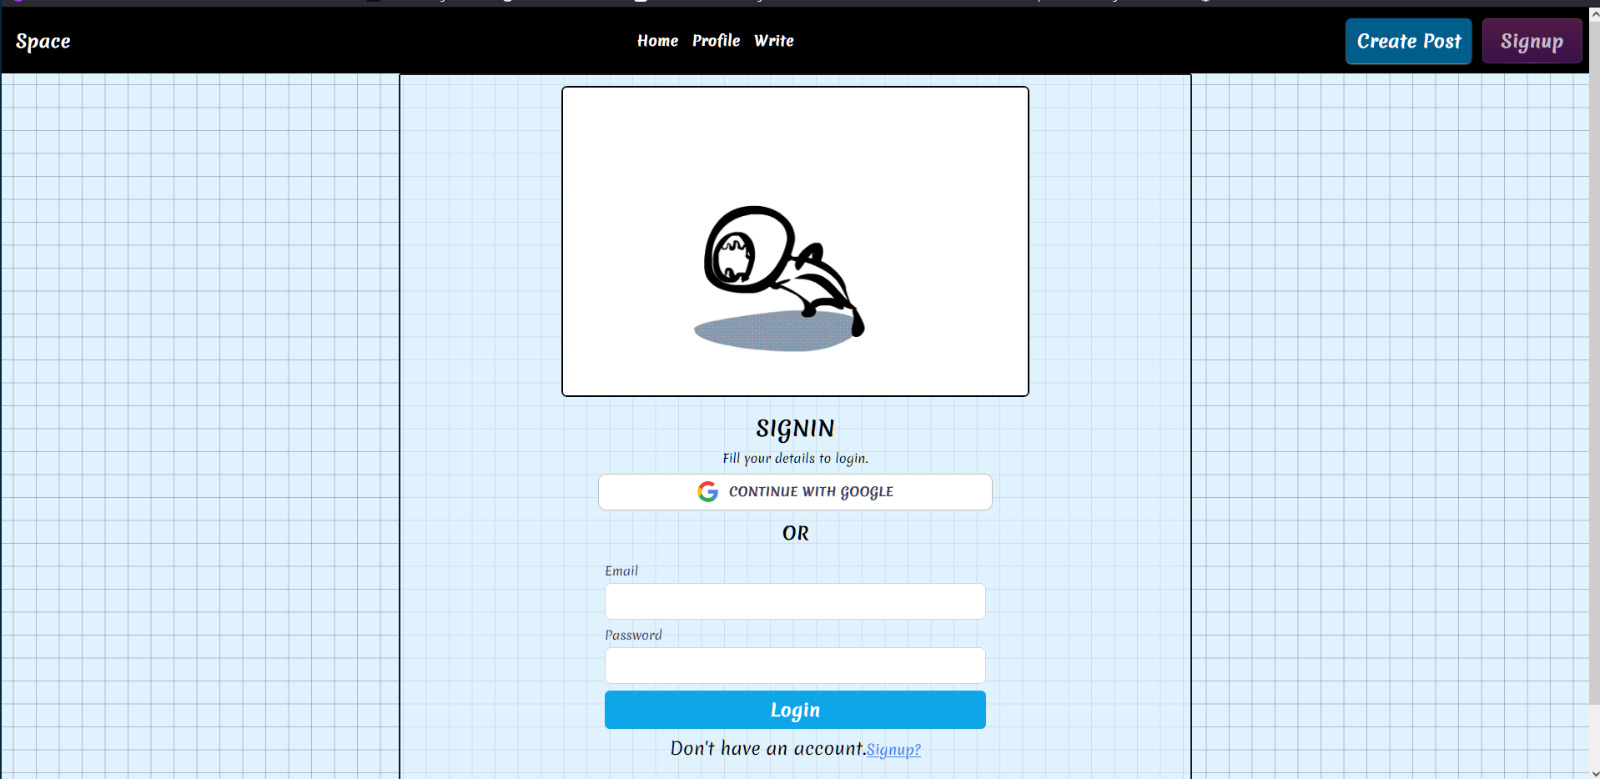 Space
Home Profile Write
Create Post
Signup
SIGNIN
Fill your details to login.
CONTINUE WITH GOOGLE
OR
Email
Password
Login
Don't have an account.Signup?